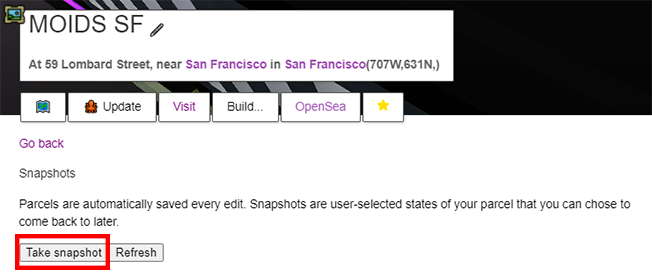 MOIDS SF
At 59 Lombard Street, near San Francisco in San Francisco(707W,631N,)
Update Visit Build... OpenSea
Go back
Snapshots
Parcels are automatically saved every edit. Snapshots are user-selected states of your parcel that you can chose to
come back to later.
Take snapshot Refresh